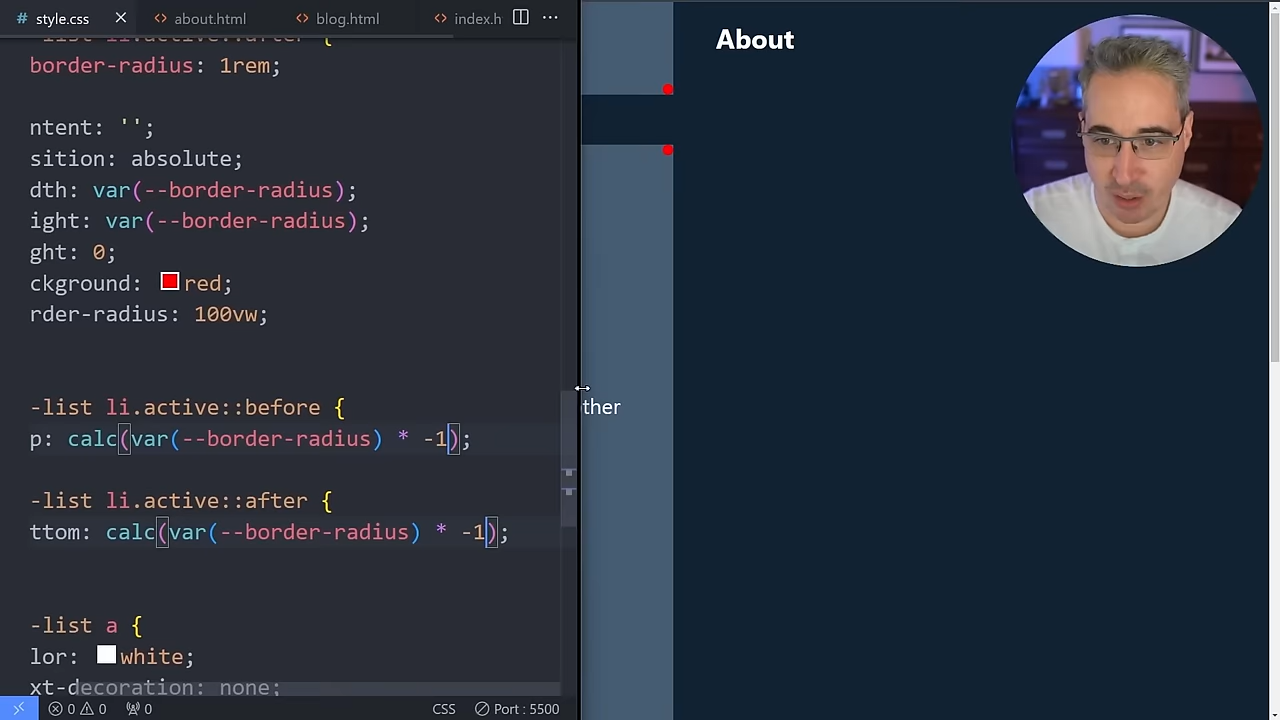 # style.css × <> about.html <> blog.html <> index.h ···
-list li.active::after {
border-radius: 1rem;
ntent: '';
sition: absolute;
dth: var(--border-radius);
ight: var(--border-radius);
ght: 0;
ckground: red;
rder-radius: 100vw;
-list li.active::before {
p: calc(var(--border-radius) * -1);
-list li.active::after {
ttom: calc(var(--border-radius) * -1);
-list a {
lor: white;
xt-decoration: none;
0 0 0 CSS Port : 5500
About
ther